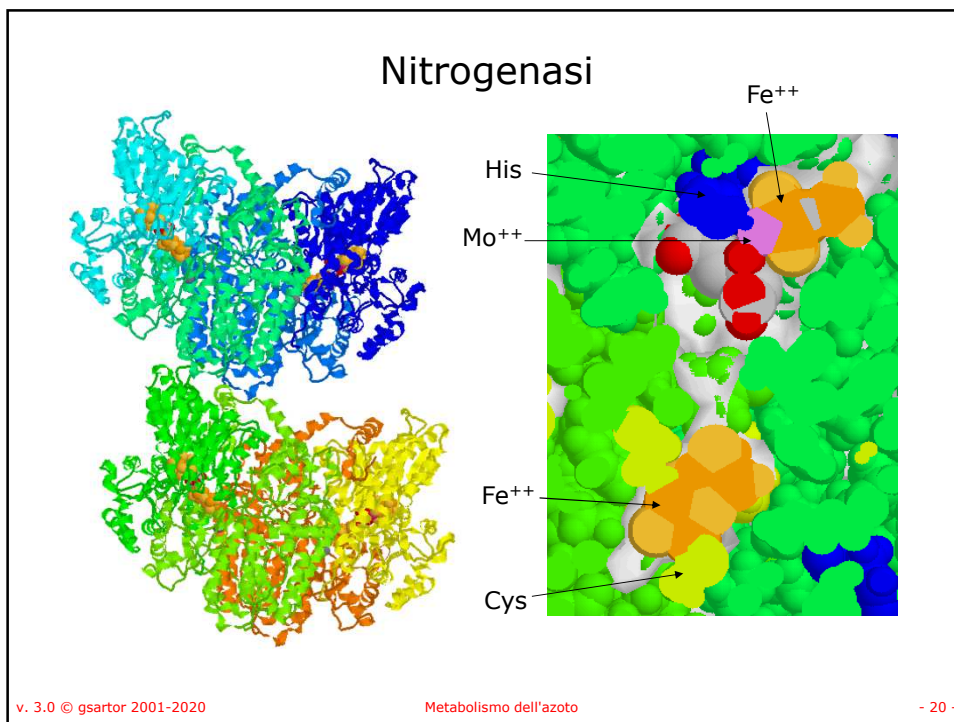 Nitrogenasi
Fe++
His
Mo++
Fe++
Cys
v. 3.0 © gsartor 2001-2020
Metabolismo dell'azoto
- 20 -